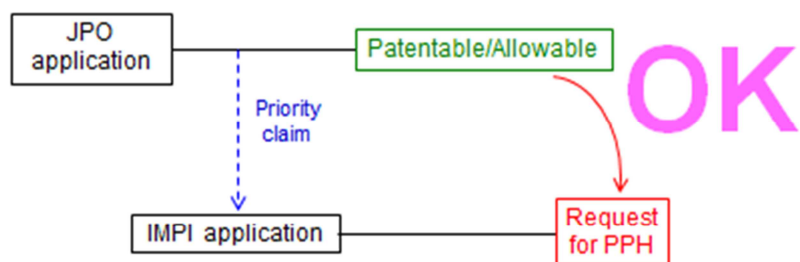 JPO
application
Patentable/Allowable
OK
Priority
claim
IMPI application
Request
for PPH